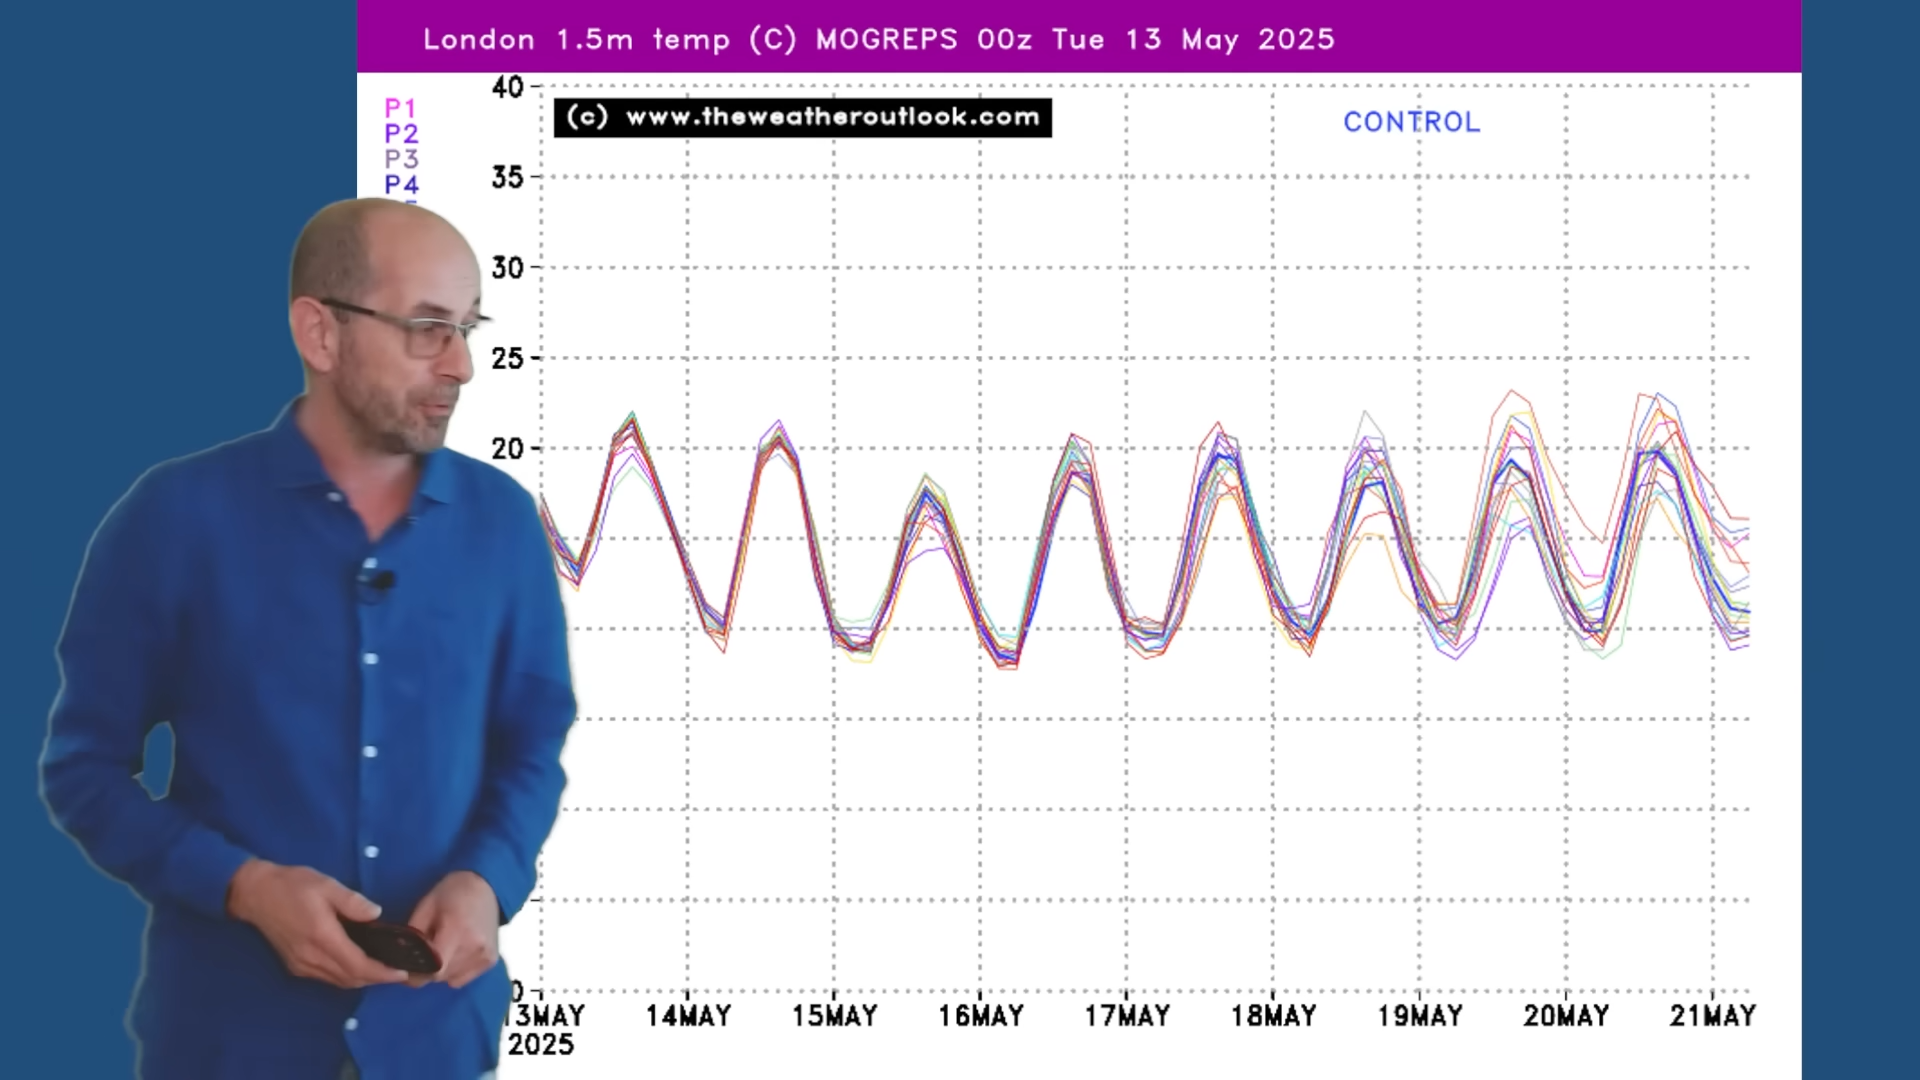 London 1.5m temp (C) MOGREPS 00z Tue 13 May 2025
40
(c) www.theweatheroutlook.com
CONTROL
P1
P2
P3
P4
35
30
25
20
0
13MAY 14MAY 15MAY 16MAY 17MAY 18MAY 19MAY 20MAY 21MAY
2025